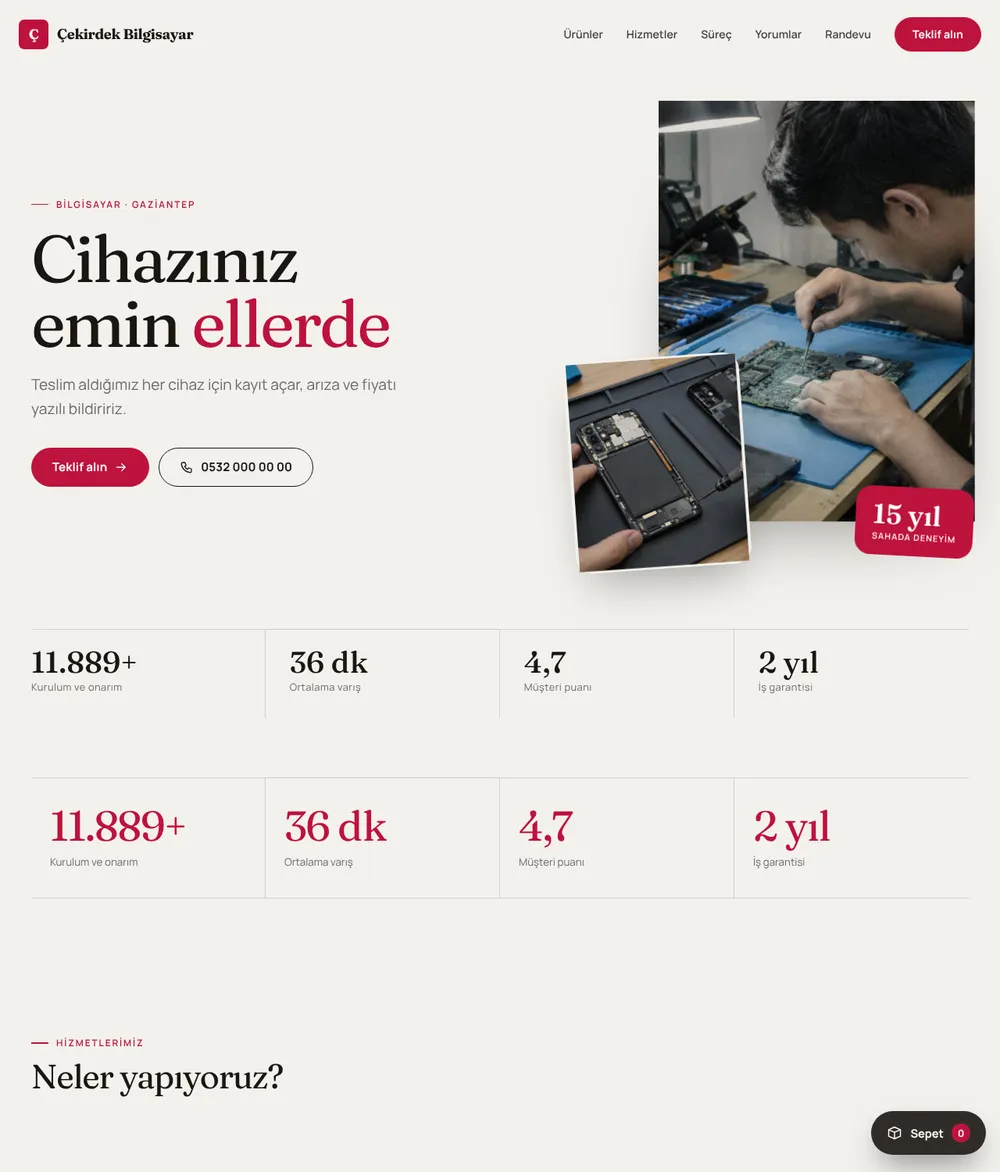 Ç Çekirdek Bilgisayar
Ürünler Hizmetler Süreç Yorumlar Randevu Teklif alın
BİLGİSAYAR · GAZİANTEP
Cihazınız
emin ellerde
Teslim aldığımız her cihaz için kayıt açar, arıza ve fiyatı
yazılı bildiririz.
Teklif alın → 0532 000 00 00
15 yıl
SAHADA DENEYİM
11.889+ 36 dk 4,7 2 yıl
Kurulum ve onarım Ortalama varış Müşteri puanı İş garantisi
11.889+ 36 dk 4,7 2 yıl
Kurulum ve onarım Ortalama varış Müşteri puanı İş garantisi
HİZMETLERİMİZ
Neler yapıyoruz?
Sepet 0